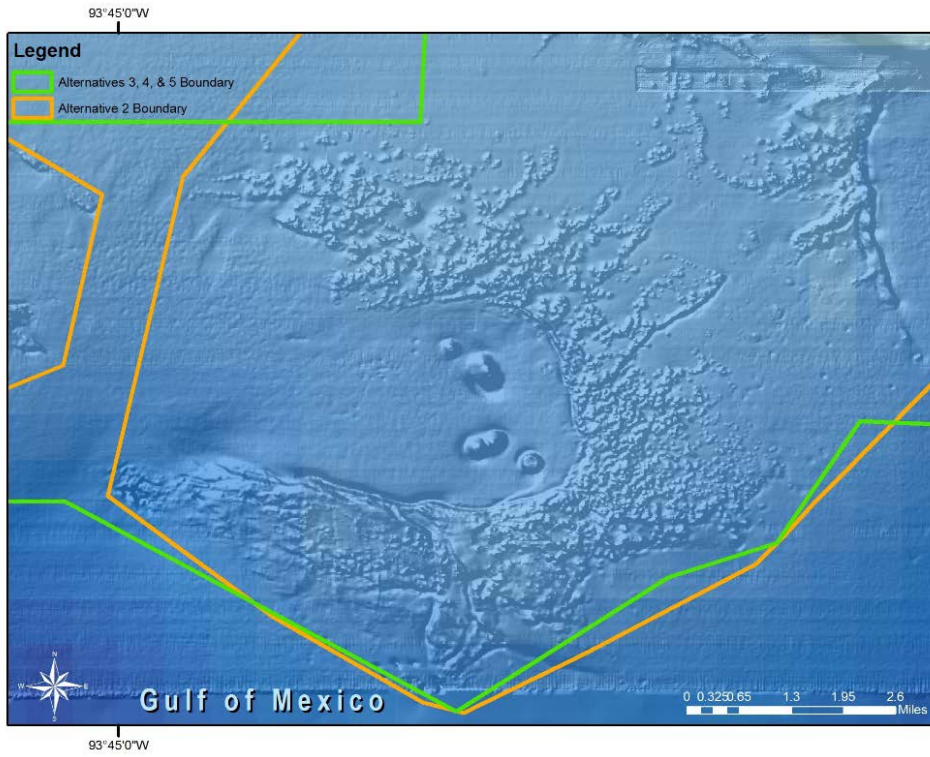 93°45'0"W
Legend
Alternatives 3, 4, & 5 Boundary
Alternative 2 Boundary
N
W E
S
Gulf of Mexico
0 0.325 0.65 1.3 1.95 2.6
Miles
93°45'0"W